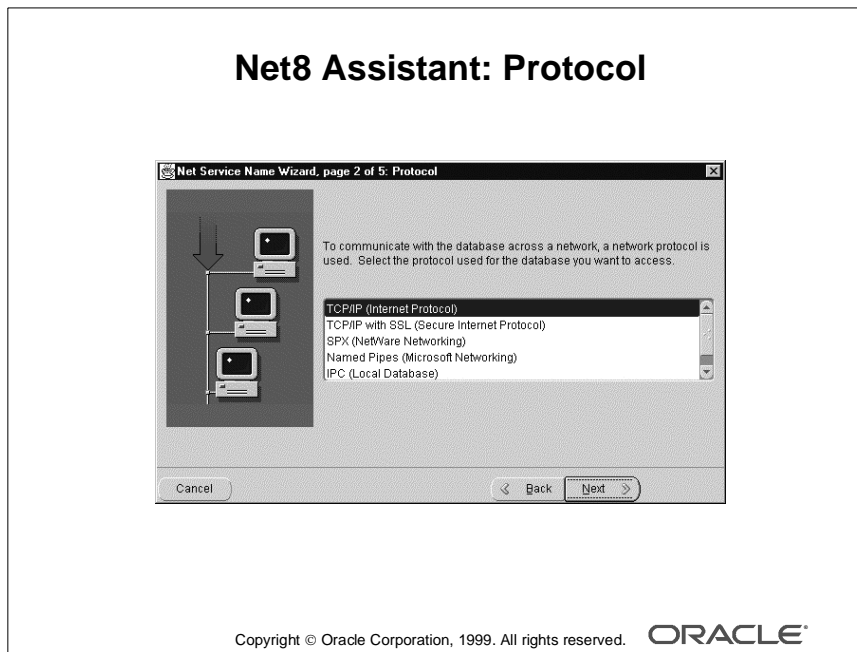 Net8 Assistant: Protocol
Net Service Name Wizard, page 2 of 5: Protocol
To communicate with the database across a network, a network protocol is
used. Select the protocol used for the database you want to access.
TCP/IP (Internet Protocol)
TCP/IP with SSL (Secure Internet Protocol)
SPX (NetWare Networking)
Named Pipes (Microsoft Networking)
IPC (Local Database)
Cancel
Back
Next
Copyright © Oracle Corporation, 1999. All rights reserved.
ORACLE®